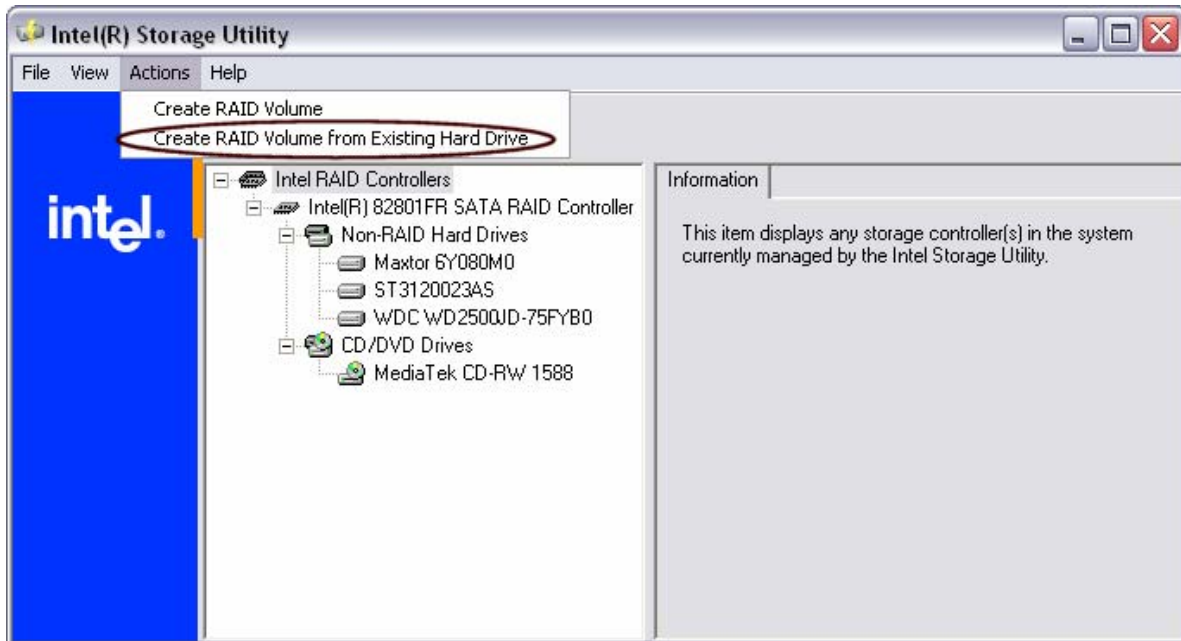 Intel(R) Storage Utility
File View Actions Help
Create RAID Volume
Create RAID Volume from Existing Hard Drive
intel.
Intel RAID Controllers
Intel(R) 82801FR SATA RAID Controller
Non-RAID Hard Drives
Maxtor 6Y080M0
ST3120023AS
WDC WD2500JD-75FYB0
CD/DVD Drives
MediaTek CD-RW 1588
Information
This item displays any storage controller(s) in the system
currently managed by the Intel Storage Utility.